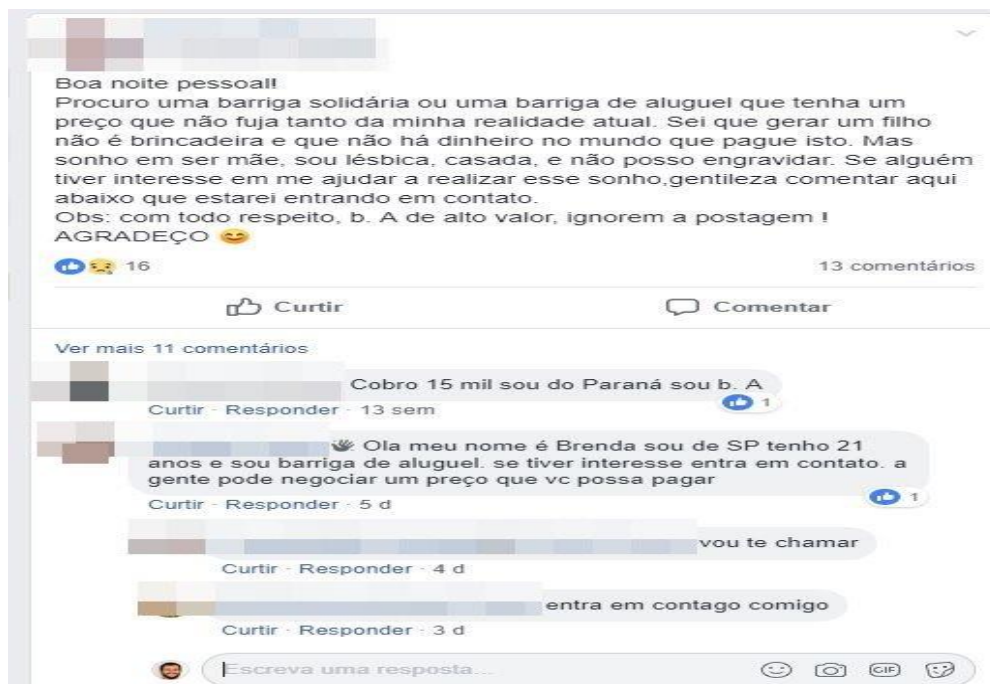 Boa noite pessoal!
Procuro uma barriga solidária ou uma barriga de aluguel que tenha um
preço que não fuja tanto da minha realidade atual. Sei que gerar um filho
não é brincadeira e que não há dinheiro no mundo que pague isto. Mas
sonho em ser mãe, sou lésbica, casada, e não posso engravidar. Se alguém
tiver interesse em me ajudar a realizar esse sonho,gentileza comentar aqui
abaixo que estarei entrando em contato.
Obs: com todo respeito, b. A de alto valor, ignorem a postagem !
AGRADEÇO 😊
16 13 comentários
Curtir Comentar
Ver mais 11 comentários
Cobro 15 mil sou do Paraná sou b. A
1
Curtir · Responder · 13 sem
👋 Ola meu nome é Brenda sou de SP tenho 21
anos e sou barriga de aluguel. se tiver interesse entra em contato. a
gente pode negociar um preço que vc possa pagar
1
Curtir · Responder · 5 d
vou te chamar
Curtir · Responder · 4 d
entra em contago comigo
Curtir · Responder · 3 d
Escreva uma resposta... GIF